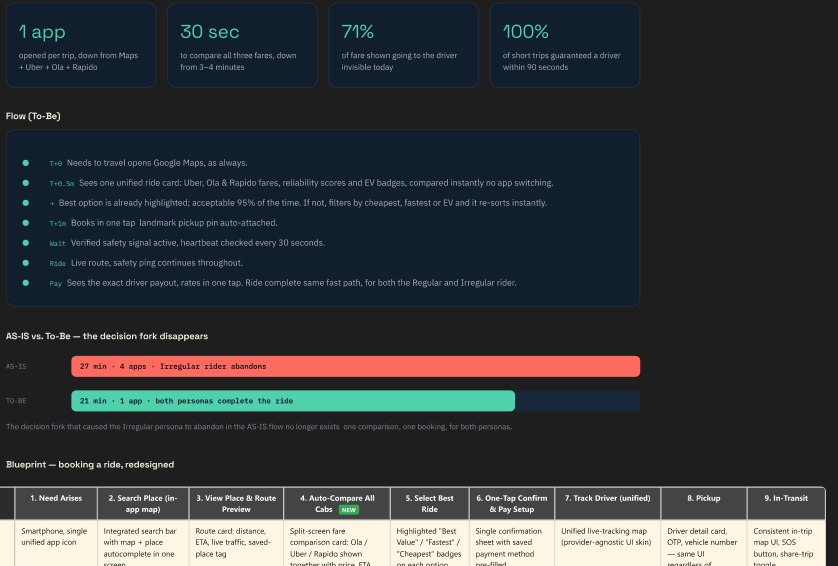 1 app
opened per trip, down from Maps
+ Uber + Ola + Rapido
30 sec
to compare all three fares, down
from 3–4 minutes
71%
of fare shown going to the driver
invisible today
100%
of short trips guaranteed a driver
within 90 seconds
Flow (To-Be)
T+0 Needs to travel opens Google Maps, as always.
T+0.5m Sees one unified ride card: Uber, Ola & Rapido fares, reliability scores and EV badges, compared instantly no app switching.
→ Best option is already highlighted; acceptable 95% of the time. If not, filters by cheapest, fastest or EV and it re-sorts instantly.
T+1m Books in one tap landmark pickup pin auto-attached.
Wait Verified safety signal active, heartbeat checked every 30 seconds.
Ride Live route, safety ping continues throughout.
Pay Sees the exact driver payout, rates in one tap. Ride complete same fast path, for both the Regular and Irregular rider.
AS-IS vs. To-Be — the decision fork disappears
AS-IS
27 min · 4 apps · Irregular rider abandons
TO-BE
21 min · 1 app · both personas complete the ride
The decision fork that caused the Irregular persona to abandon in the AS-IS flow no longer exists one comparison, one booking, for both personas.
Blueprint — booking a ride, redesigned
1. Need Arises
2. Search Place (in-
app map)
3. View Place & Route
Preview
4. Auto-Compare All
Cabs NEW
5. Select Best
Ride
6. One-Tap Confirm
& Pay Setup
7. Track Driver (unified)
8. Pickup
9. In-Transit
Smartphone, single
unified app icon
Integrated search bar
with map + place
autocomplete in one
screen
Route card: distance,
ETA, live traffic, saved-
place tag
Split-screen fare
comparison card: Ola /
Uber / Rapido shown
together with price, ETA
Highlighted "Best
Value" / "Fastest" /
"Cheapest" badges
on each option
Single confirmation
sheet with saved
payment method
pre-filled
Unified live-tracking map
(provider-agnostic UI skin)
Driver detail card,
OTP, vehicle number
— same UI
regardless of
Consistent in-trip
map UI, SOS
button, share-trip
toggle